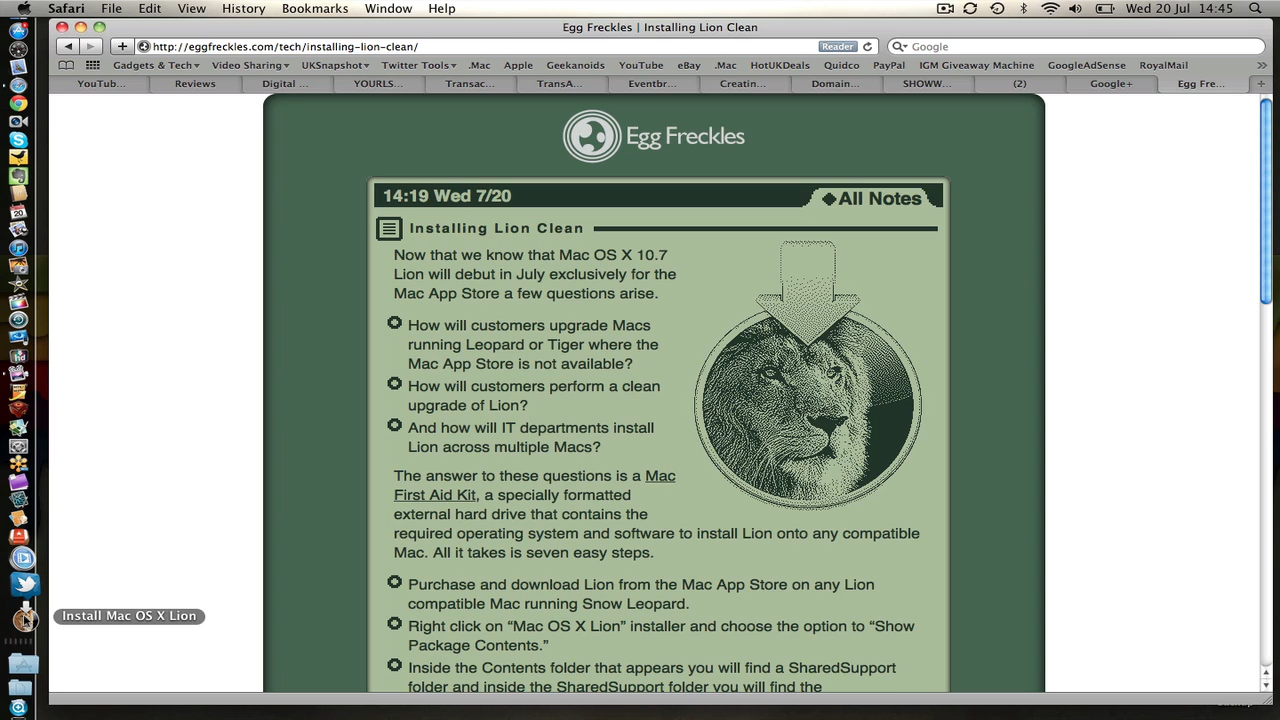 Safari File Edit View History Bookmarks Window Help Wed 20 Jul 14:45
Egg Freckles | Installing Lion Clean
http://eggfreckles.com/tech/installing-lion-clean/ Reader Google
Gadgets & Tech Video Sharing UKSnapshot Twitter Tools .Mac Apple Geekanoids YouTube eBay .Mac HotUKDeals Quidco PayPal IGM Giveaway Machine GoogleAdSense RoyalMail
YouTub... Reviews Digital ... YOURLS... Transac... TransA... Eventbr... Creatin... Domain... SHOWW... (2) Google+ Egg Fre...
Egg Freckles
14:19 Wed 7/20 All Notes
Installing Lion Clean
Now that we know that Mac OS X 10.7
Lion will debut in July exclusively for the
Mac App Store a few questions arise.
How will customers upgrade Macs
running Leopard or Tiger where the
Mac App Store is not available?
How will customers perform a clean
upgrade of Lion?
And how will IT departments install
Lion across multiple Macs?
The answer to these questions is a Mac
First Aid Kit, a specially formatted
external hard drive that contains the
required operating system and software to install Lion onto any compatible
Mac. All it takes is seven easy steps.
Purchase and download Lion from the Mac App Store on any Lion
compatible Mac running Snow Leopard.
Install Mac OS X Lion
Right click on “Mac OS X Lion” installer and choose the option to “Show
Package Contents.”
Inside the Contents folder that appears you will find a SharedSupport
folder and inside the SharedSupport folder you will find the